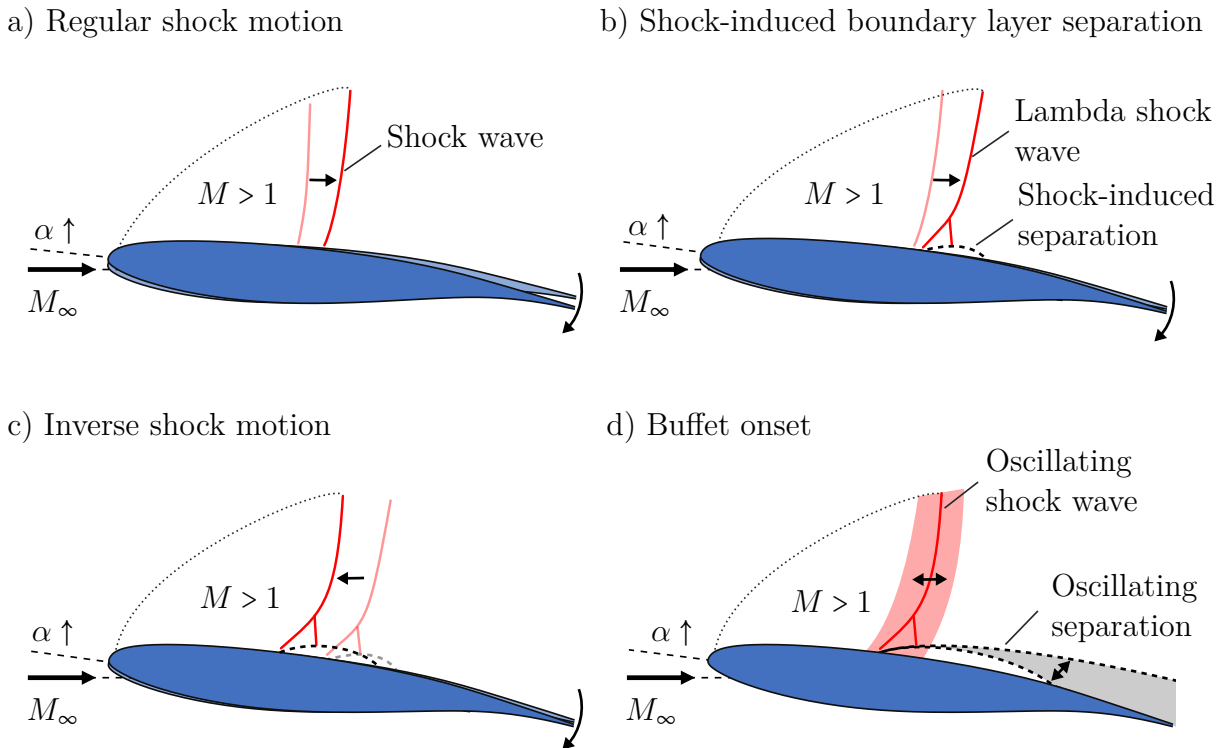 a) Regular shock motion
Shock wave
M > 1
α ↑
M∞
b) Shock-induced boundary layer separation
Lambda shock
wave
Shock-induced
separation
M > 1
α ↑
M∞
c) Inverse shock motion
M > 1
α ↑
M∞
d) Buffet onset
Oscillating
shock wave
Oscillating
separation
M > 1
α ↑
M∞